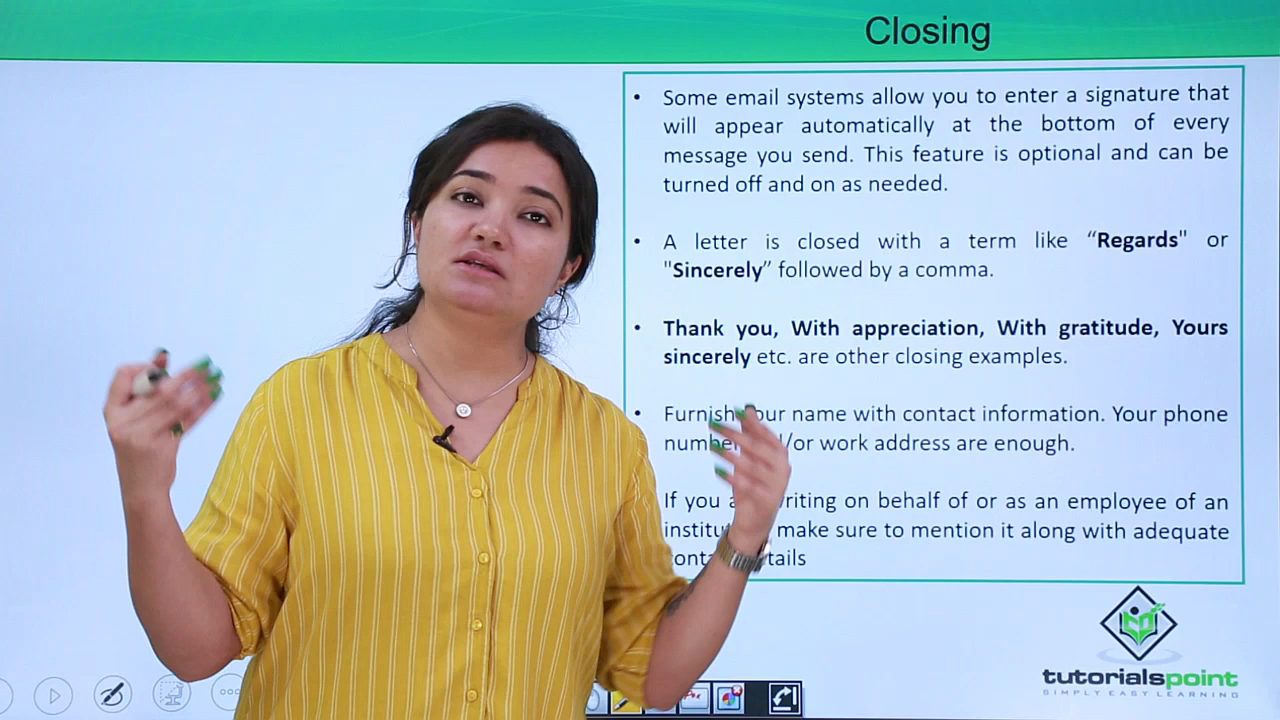 Closing
• Some email systems allow you to enter a signature that
will appear automatically at the bottom of every
message you send. This feature is optional and can be
turned off and on as needed.
• A letter is closed with a term like “Regards" or
"Sincerely” followed by a comma.
• Thank you, With appreciation, With gratitude, Yours
sincerely etc. are other closing examples.
• Furnish your name with contact information. Your phone
number /or work address are enough.
If you writing on behalf of or as an employee of an
make sure to mention it along with adequate
tutorialspoint
SIMPLY EASY LEARNING